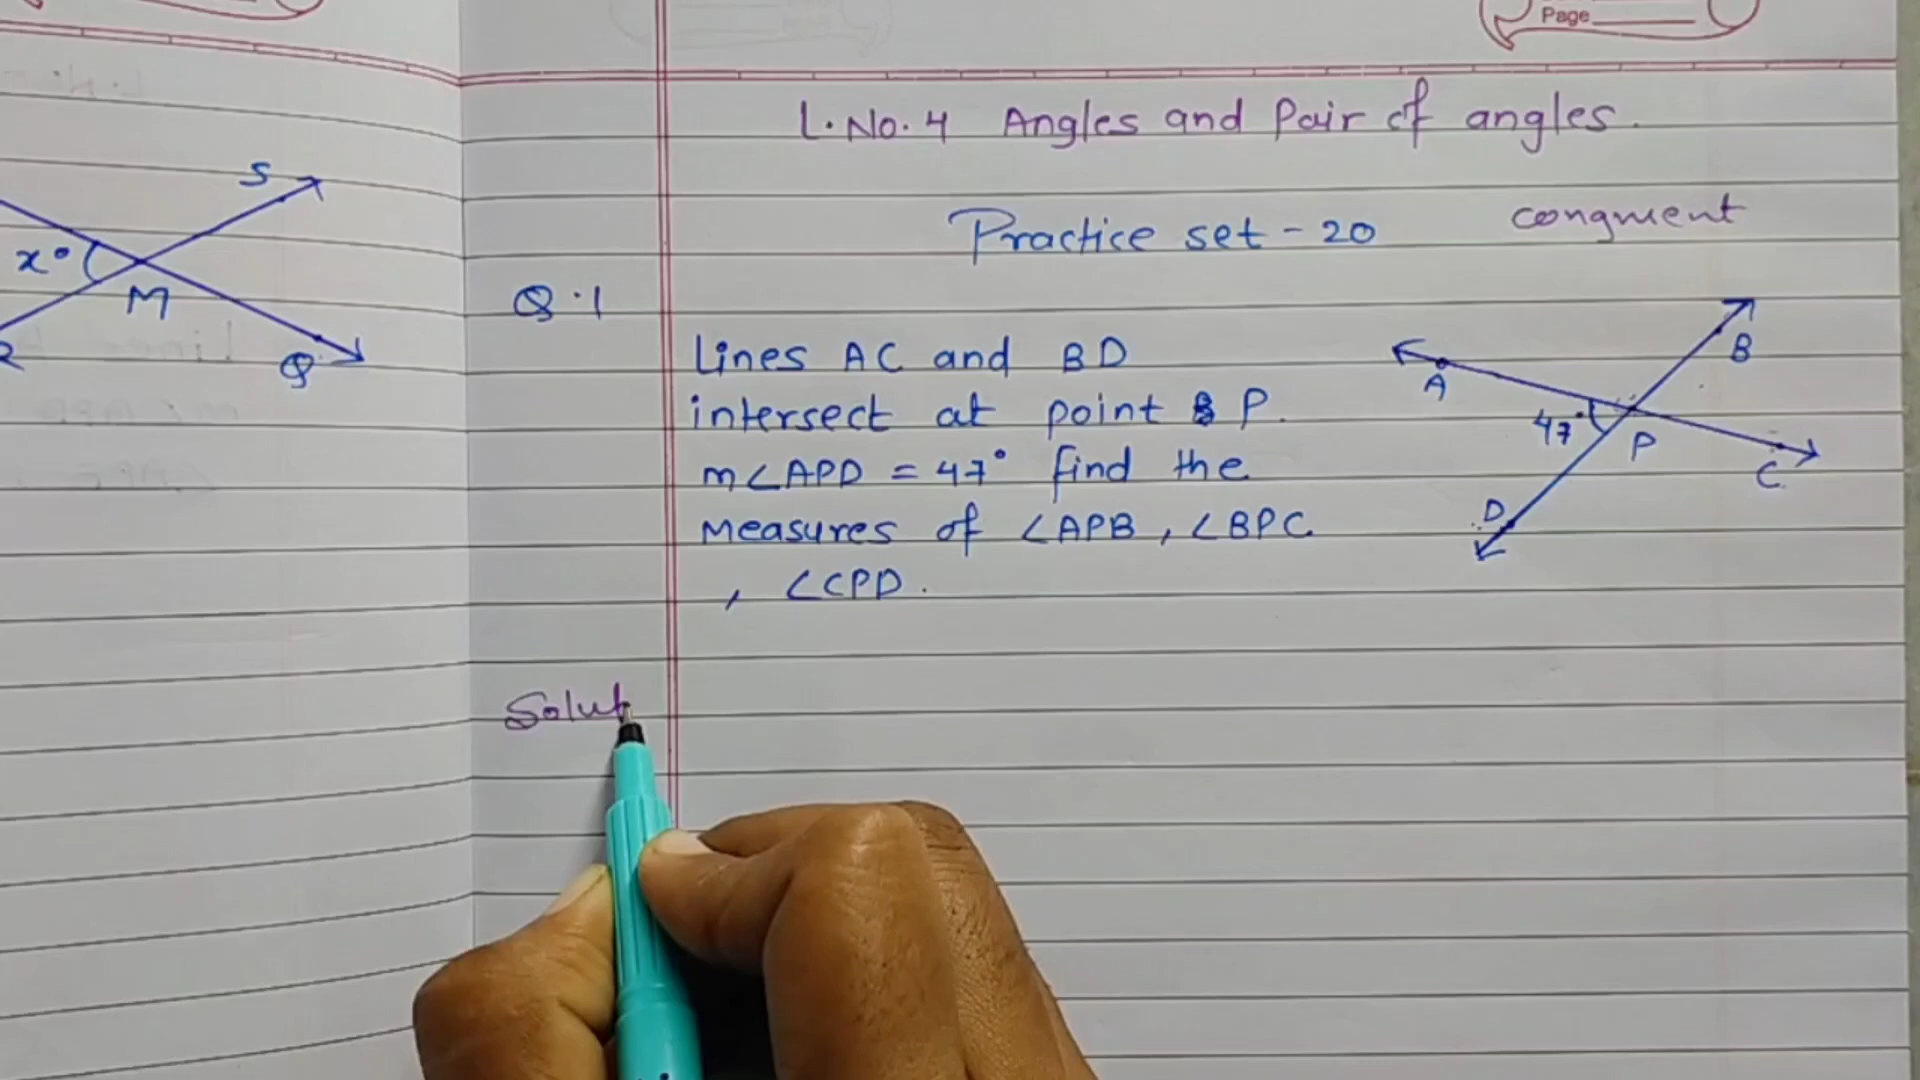 Page
L.No.4 Angles and Pair of angles.
Practice set - 20
congruent
Q.1
Lines AC and BD
intersect at point P.
m∠APD = 47° find the
measures of ∠APB, ∠BPC
, ∠CPD.
A
B
47°
P
C
D
S
x°
M
R
Q
Solut